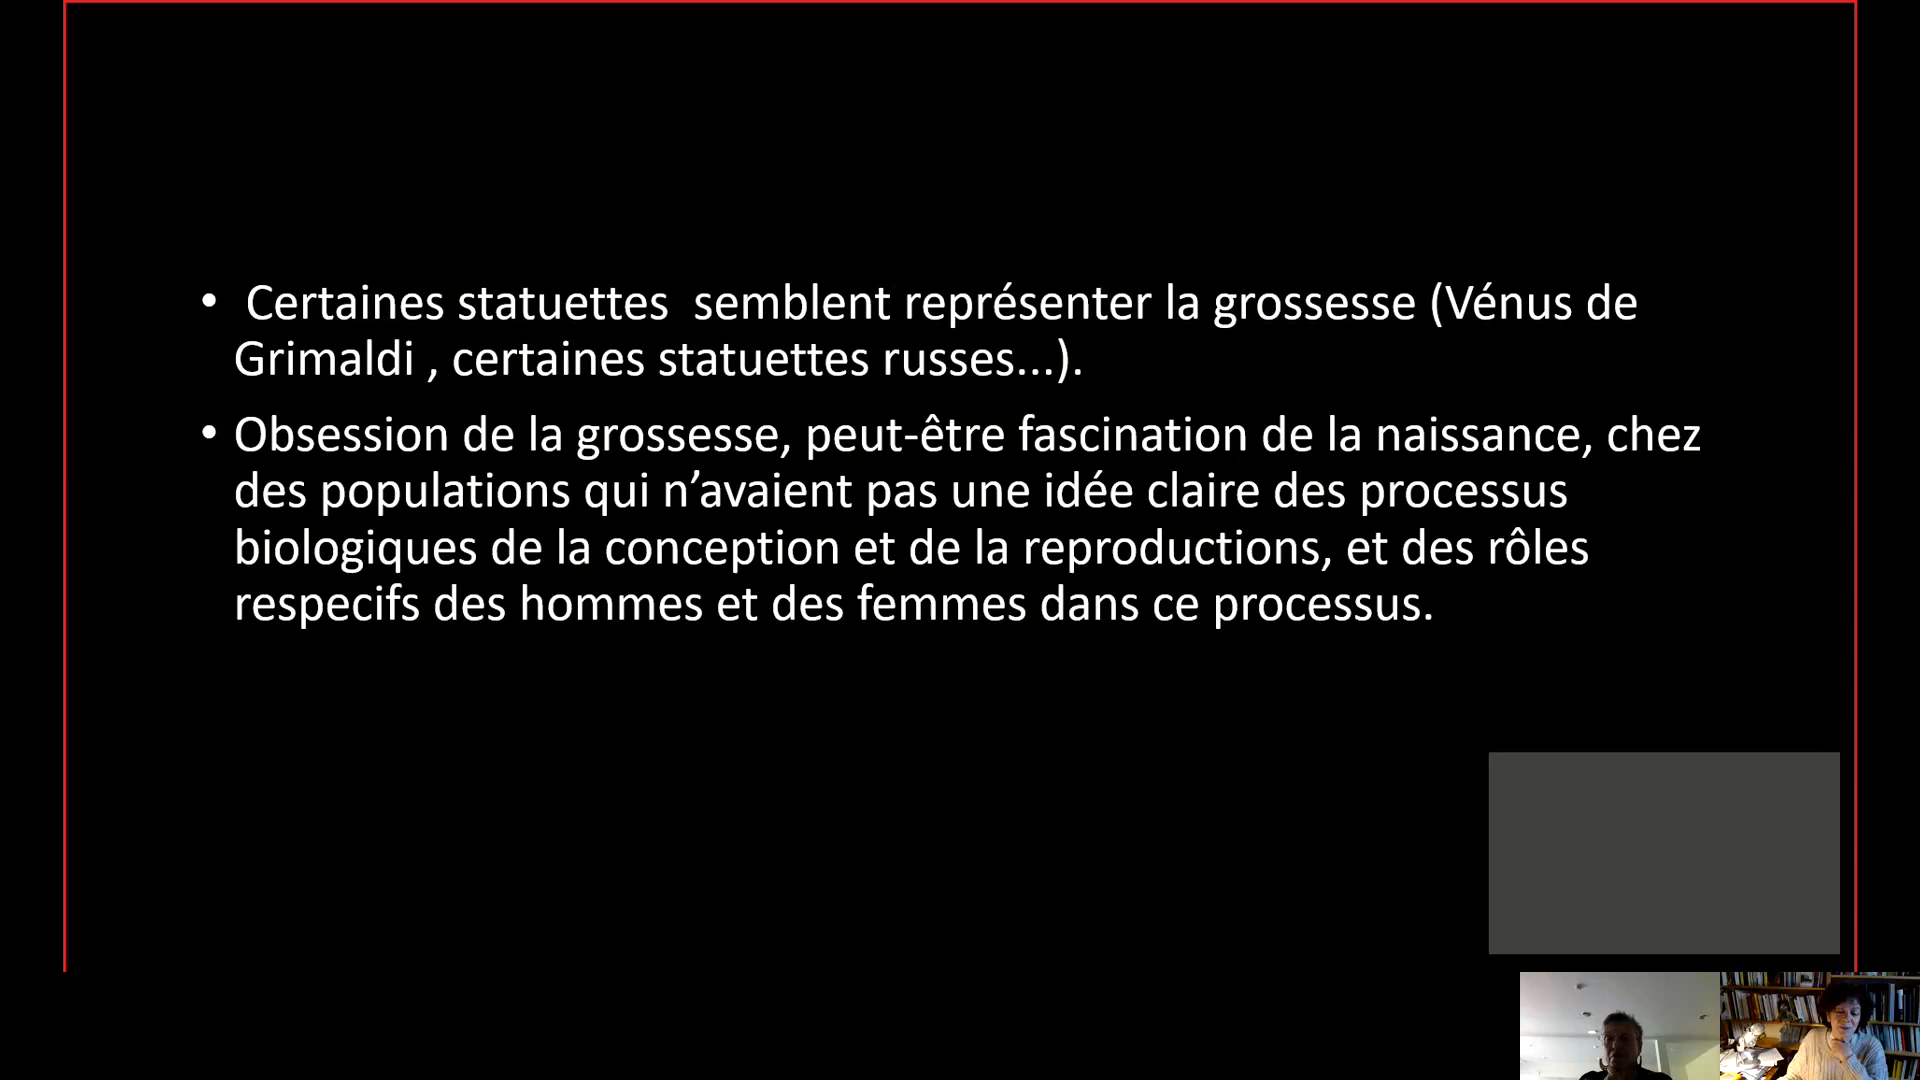 • Certaines statuettes  semblent représenter la grossesse (Vénus de
Grimaldi , certaines statuettes russes...).
• Obsession de la grossesse, peut-être fascination de la naissance, chez
des populations qui n’avaient pas une idée claire des processus
biologiques de la conception et de la reproductions, et des rôles
respecifs des hommes et des femmes dans ce processus.